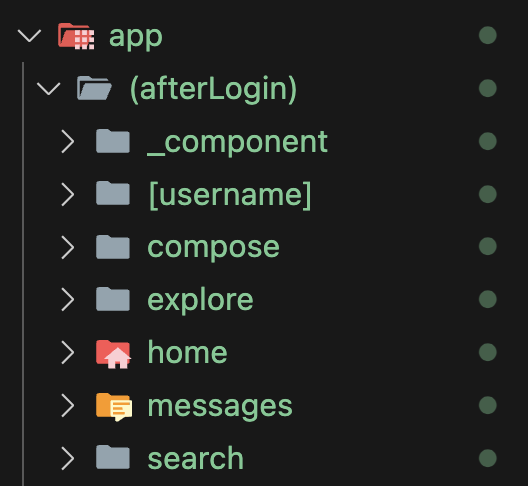 app
(afterLogin)
_component
[username]
compose
explore
home
messages
search